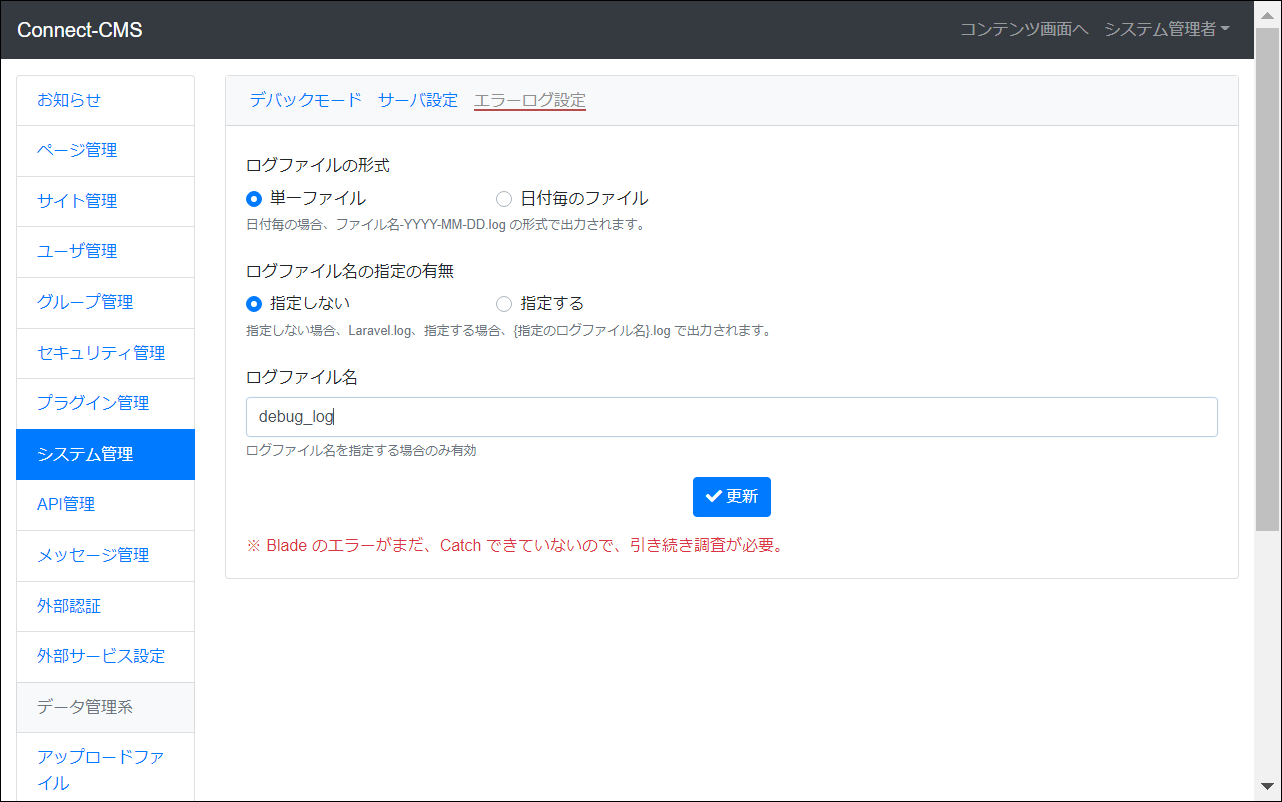 Connect-CMS
コンテンツ画面へ システム管理者
お知らせ
ページ管理
サイト管理
ユーザ管理
グループ管理
セキュリティ管理
プラグイン管理
システム管理
API管理
メッセージ管理
外部認証
外部サービス設定
データ管理系
アップロードファ
イル
デバックモード サーバ設定 エラーログ設定
ログファイルの形式
単一ファイル 日付毎のファイル
日付毎の場合、ファイル名-YYYY-MM-DD.log の形式で出力されます。
ログファイル名の指定の有無
指定しない 指定する
指定しない場合、Laravel.log、指定する場合、{指定のログファイル名}.log で出力されます。
ログファイル名
debug_log
ログファイル名を指定する場合のみ有効
更新
※ Blade のエラーがまだ、Catch できていないので、引き続き調査が必要。